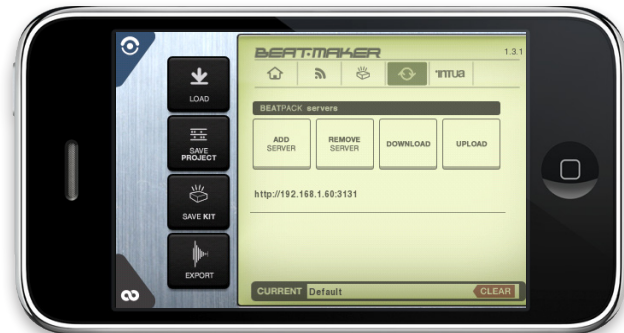 BEAT:MAKER
1.3.1
INTUA
LOAD
SAVE
PROJECT
SAVE KIT
EXPORT
BEATPACK servers
ADD
SERVER
REMOVE
SERVER
DOWNLOAD
UPLOAD
http://192.168.1.60:3131
CURRENT Default
CLEAR